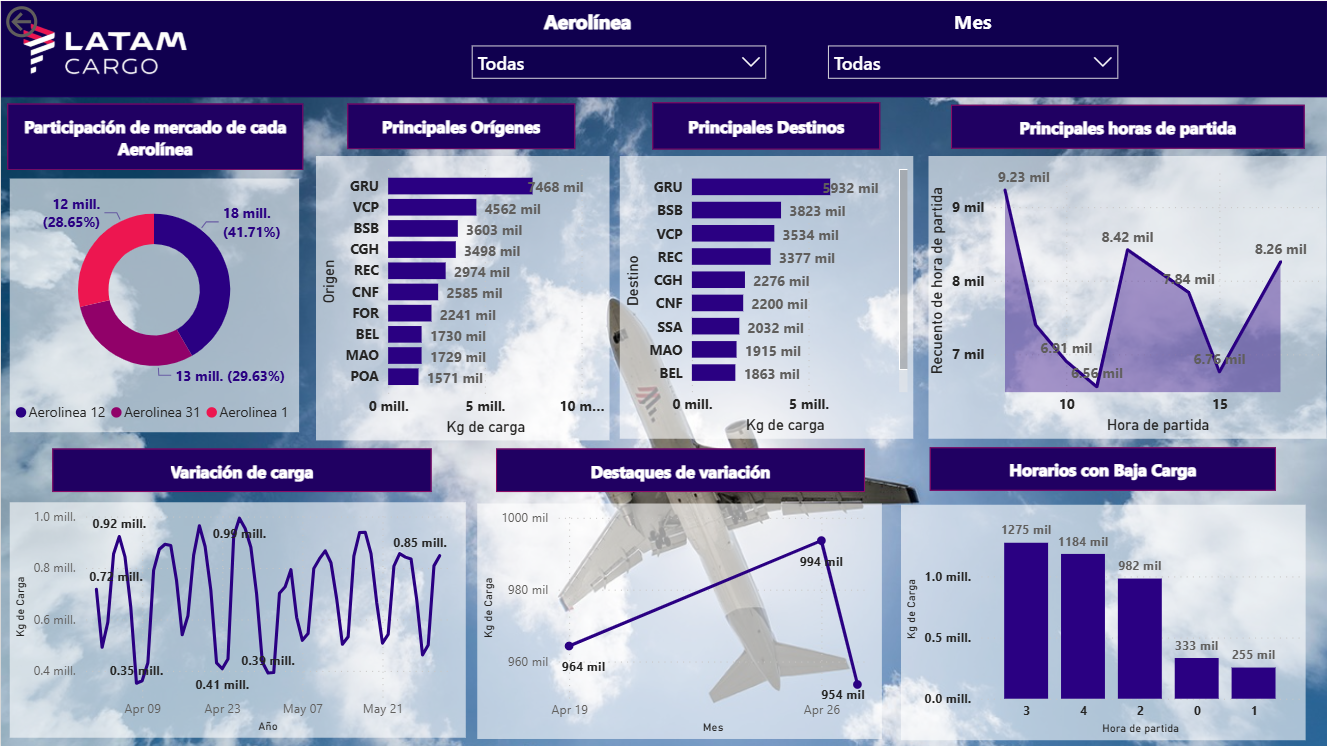 LATAM
CARGO
Aerolínea
Todas
Mes
Todas
Participación de mercado de cada
Aerolínea
12 mill.
(28.65%)
18 mill.
(41.71%)
13 mill. (29.63%)
Aerolinea 12 Aerolinea 31 Aerolinea 1
Principales Orígenes
Origen
GRU 7468 mil
VCP 4562 mil
BSB 3603 mil
CGH 3498 mil
REC 2974 mil
CNF 2585 mil
FOR 2241 mil
BEL 1730 mil
MAO 1729 mil
POA 1571 mil
0 mill. 5 mill. 10 m...
Kg de carga
Principales Destinos
Destino
GRU 5932 mil
BSB 3823 mil
VCP 3534 mil
REC 3377 mil
CGH 2276 mil
CNF 2200 mil
SSA 2032 mil
MAO 1915 mil
BEL 1863 mil
0 mill. 5 mill.
Kg de carga
Principales horas de partida
Recuento de hora de partida
9 mil
8 mil
7 mil
9.23 mil
6.91 mil
6.56 mil
8.42 mil
7.84 mil
6.76 mil
8.26 mil
10 15
Hora de partida
Variación de carga
Kg de Carga
1.0 mill.
0.8 mill.
0.6 mill.
0.4 mill.
0.92 mill.
0.72 mill.
0.35 mill.
0.99 mill.
0.41 mill.
0.39 mill.
0.85 mill.
Apr 09 Apr 23 May 07 May 21
Año
Destaques de variación
Kg de Carga
1000 mil
980 mil
960 mil
964 mil
994 mil
954 mil
Apr 19 Apr 26
Mes
Horarios con Baja Carga
Kg de Carga
1.0 mill.
0.5 mill.
0.0 mill.
1275 mil
1184 mil
982 mil
333 mil
255 mil
3 4 2 0 1
Hora de partida